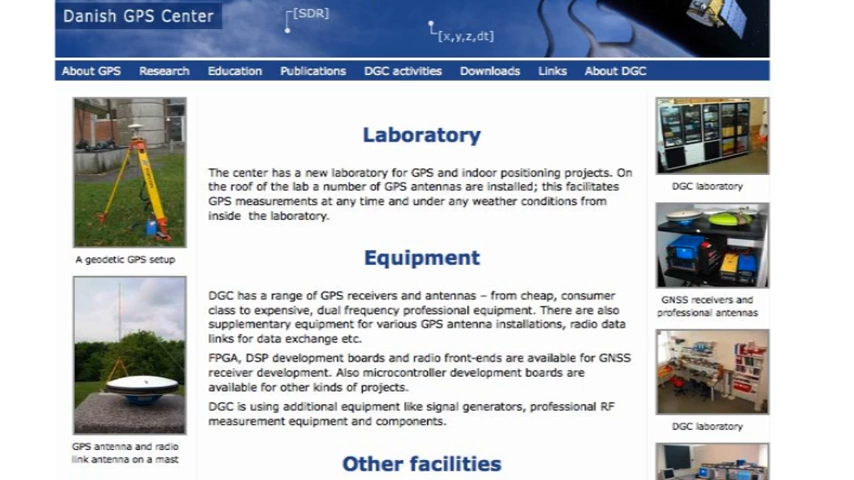 Danish GPS Center
[SDR]
[x,y,z,dt]
About GPS Research Education Publications DGC activities Downloads Links About DGC
A geodetic GPS setup
GPS antenna and radio
link antenna on a mast
Laboratory
The center has a new laboratory for GPS and indoor positioning projects. On
the roof of the lab a number of GPS antennas are installed; this facilitates
GPS measurements at any time and under any weather conditions from
inside the laboratory.
Equipment
DGC has a range of GPS receivers and antennas – from cheap, consumer
class to expensive, dual frequency professional equipment. There are also
supplementary equipment for various GPS antenna installations, radio data
links for data exchange etc.
FPGA, DSP development boards and radio front-ends are available for GNSS
receiver development. Also microcontroller development boards are
available for other kinds of projects.
DGC is using additional equipment like signal generators, professional RF
measurement equipment and components.
Other facilities
DGC laboratory
GNSS receivers and
professional antennas
DGC laboratory